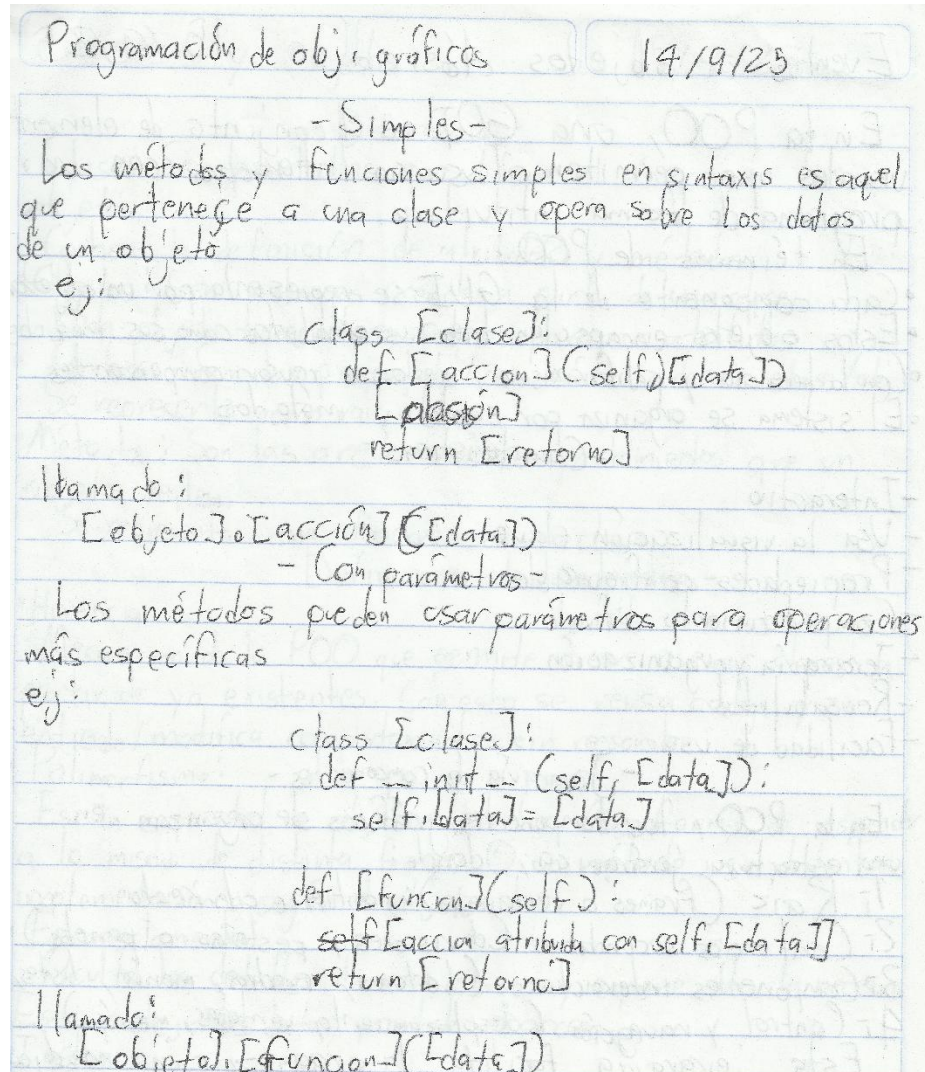 Programación de obj. gráficos 14/9/25
- Simples -
Los métodos y funciones simples en sintaxis es aquel
que pertenece a una clase y opera sobre los datos
de un objeto
ej:
class [clase]:
def [accion](self,)[data])
[acción]
return [retorno]
llamado:
[objeto].[acción]([data])
- Con parámetros -
Los métodos pueden usar parámetros para operaciones
más específicas
ej:
class [clase]:
def __init__ (self, [data]):
self.[data] = [data]
def [funcion](self):
self [accion atribuida con self.[data]]
return [retorno]
llamado:
[objeto].[funcion]([data])